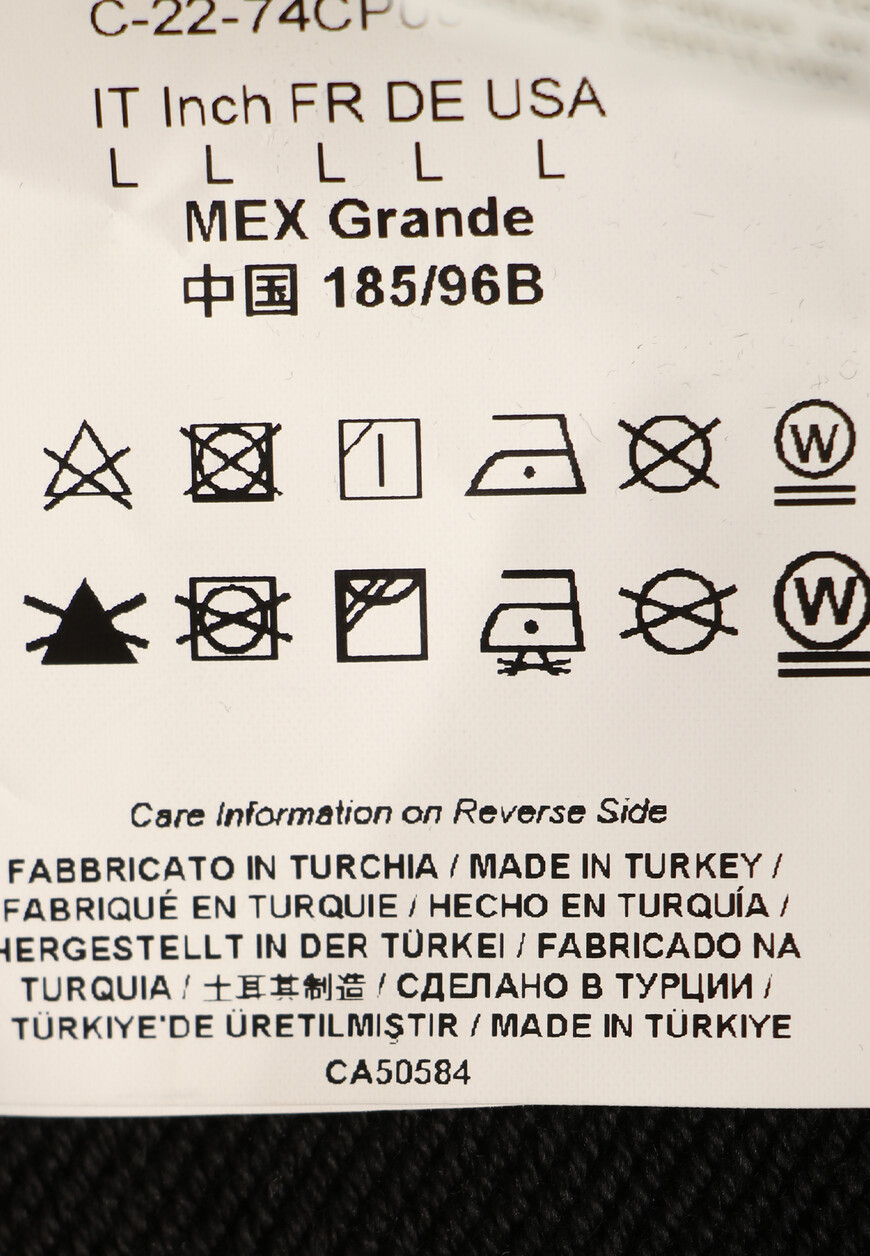 C-22-74CP
IT Inch FR DE USA
L L L L L
MEX Grande
中国 185/96B
W
W
Care Information on Reverse Side
FABBRICATO IN TURCHIA / MADE IN TURKEY /
FABRIQUÉ EN TURQUIE / HECHO EN TURQUÍA /
HERGESTELLT IN DER TÜRKEI / FABRICADO NA
TURQUIA / 土耳其制造 / СДЕЛАНО В ТУРЦИИ /
TÜRKIYE'DE ÜRETILMIŞTIR / MADE IN TÜRKIYE
CA50584